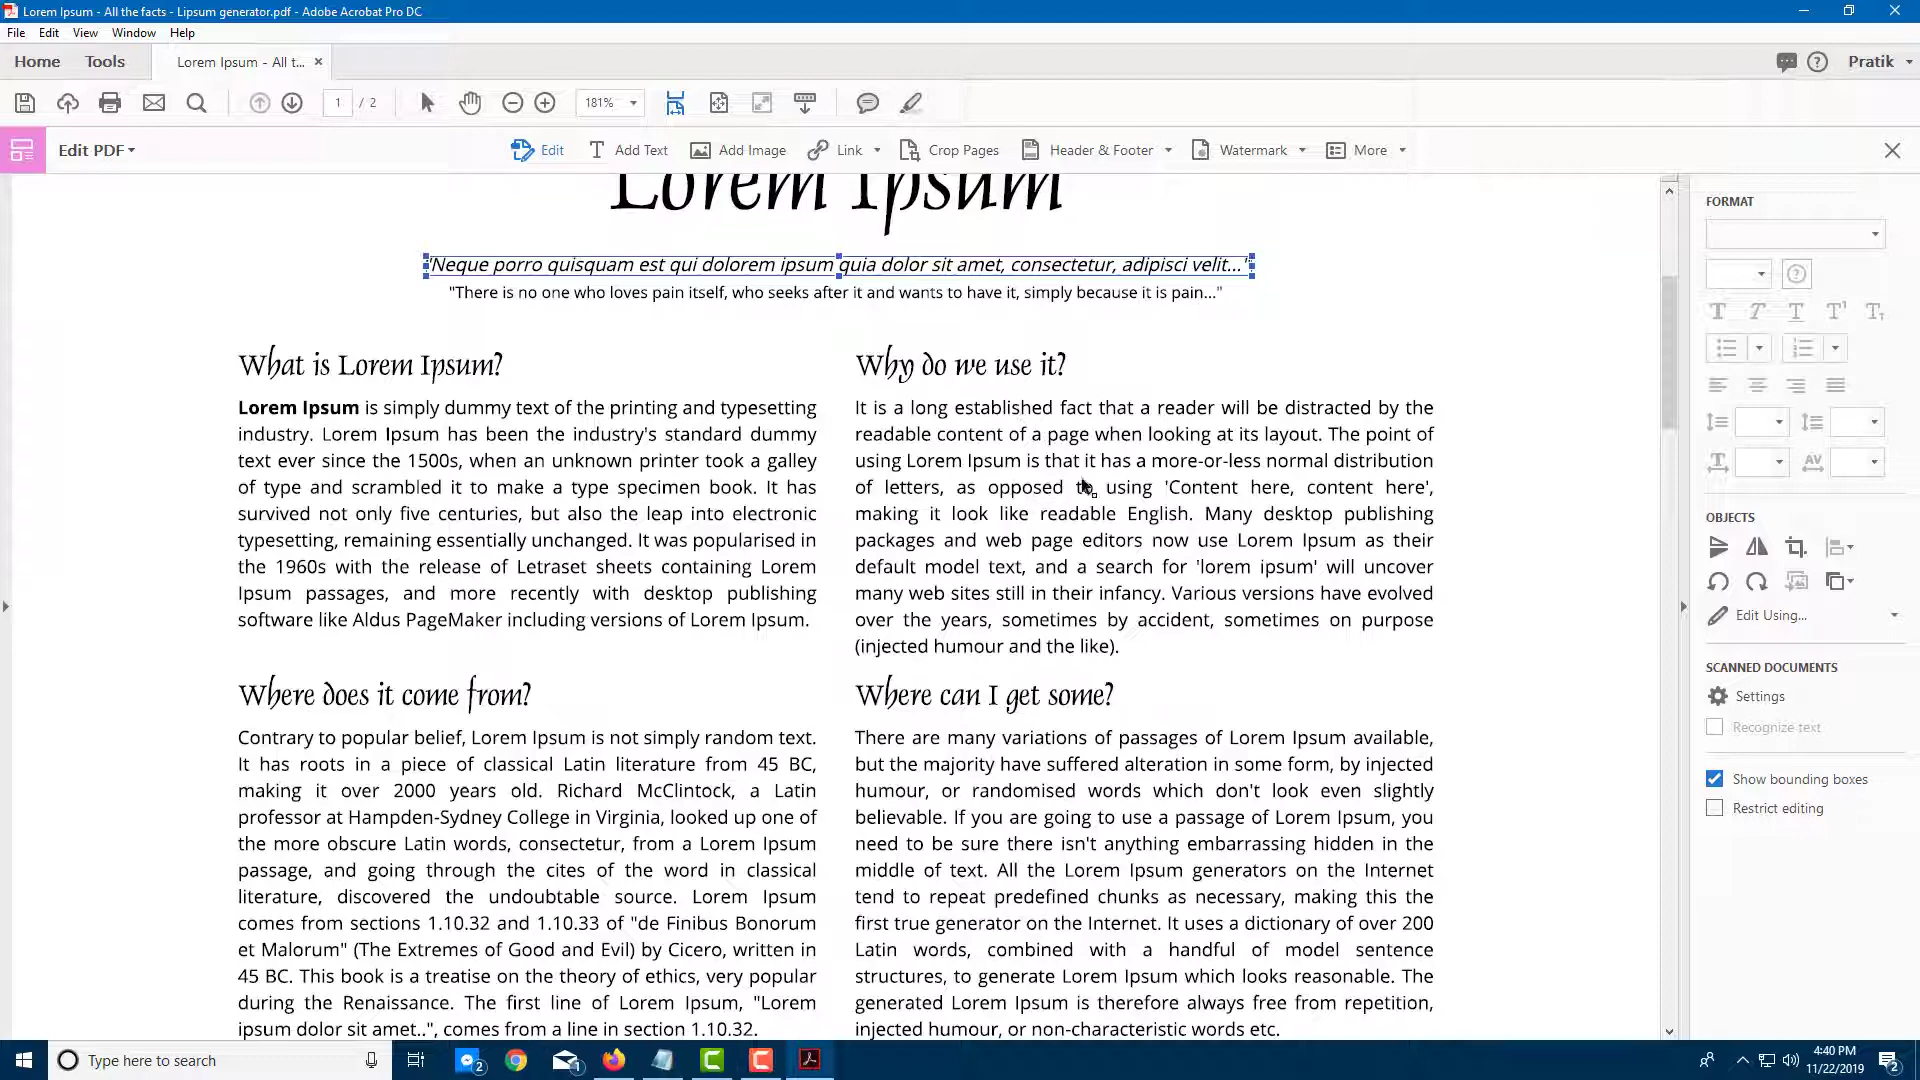 Lorem Ipsum - All the facts - Lipsum generator.pdf - Adobe Acrobat Pro DC
File Edit View Window Help
Home Tools Lorem Ipsum - All t... Pratik
1 / 2 181%
Edit PDF Edit Add Text Add Image Link Crop Pages Header & Footer Watermark More
Lorem Ipsum
"Neque porro quisquam est qui dolorem ipsum quia dolor sit amet, consectetur, adipisci velit..."
"There is no one who loves pain itself, who seeks after it and wants to have it, simply because it is pain..."
What is Lorem Ipsum?
Lorem Ipsum is simply dummy text of the printing and typesetting
industry. Lorem Ipsum has been the industry's standard dummy
text ever since the 1500s, when an unknown printer took a galley
of type and scrambled it to make a type specimen book. It has
survived not only five centuries, but also the leap into electronic
typesetting, remaining essentially unchanged. It was popularised in
the 1960s with the release of Letraset sheets containing Lorem
Ipsum passages, and more recently with desktop publishing
software like Aldus PageMaker including versions of Lorem Ipsum.
Where does it come from?
Contrary to popular belief, Lorem Ipsum is not simply random text.
It has roots in a piece of classical Latin literature from 45 BC,
making it over 2000 years old. Richard McClintock, a Latin
professor at Hampden-Sydney College in Virginia, looked up one of
the more obscure Latin words, consectetur, from a Lorem Ipsum
passage, and going through the cites of the word in classical
literature, discovered the undoubtable source. Lorem Ipsum
comes from sections 1.10.32 and 1.10.33 of "de Finibus Bonorum
et Malorum" (The Extremes of Good and Evil) by Cicero, written in
45 BC. This book is a treatise on the theory of ethics, very popular
during the Renaissance. The first line of Lorem Ipsum, "Lorem
ipsum dolor sit amet..", comes from a line in section 1.10.32.
Why do we use it?
It is a long established fact that a reader will be distracted by the
readable content of a page when looking at its layout. The point of
using Lorem Ipsum is that it has a more-or-less normal distribution
of letters, as opposed to using 'Content here, content here',
making it look like readable English. Many desktop publishing
packages and web page editors now use Lorem Ipsum as their
default model text, and a search for 'lorem ipsum' will uncover
many web sites still in their infancy. Various versions have evolved
over the years, sometimes by accident, sometimes on purpose
(injected humour and the like).
Where can I get some?
There are many variations of passages of Lorem Ipsum available,
but the majority have suffered alteration in some form, by injected
humour, or randomised words which don't look even slightly
believable. If you are going to use a passage of Lorem Ipsum, you
need to be sure there isn't anything embarrassing hidden in the
middle of text. All the Lorem Ipsum generators on the Internet
tend to repeat predefined chunks as necessary, making this the
first true generator on the Internet. It uses a dictionary of over 200
Latin words, combined with a handful of model sentence
structures, to generate Lorem Ipsum which looks reasonable. The
generated Lorem Ipsum is therefore always free from repetition,
injected humour, or non-characteristic words etc.
FORMAT
OBJECTS
Edit Using...
SCANNED DOCUMENTS
Settings
Recognize text
Show bounding boxes
Restrict editing
Type here to search
2
1
4:40 PM
11/22/2019
2